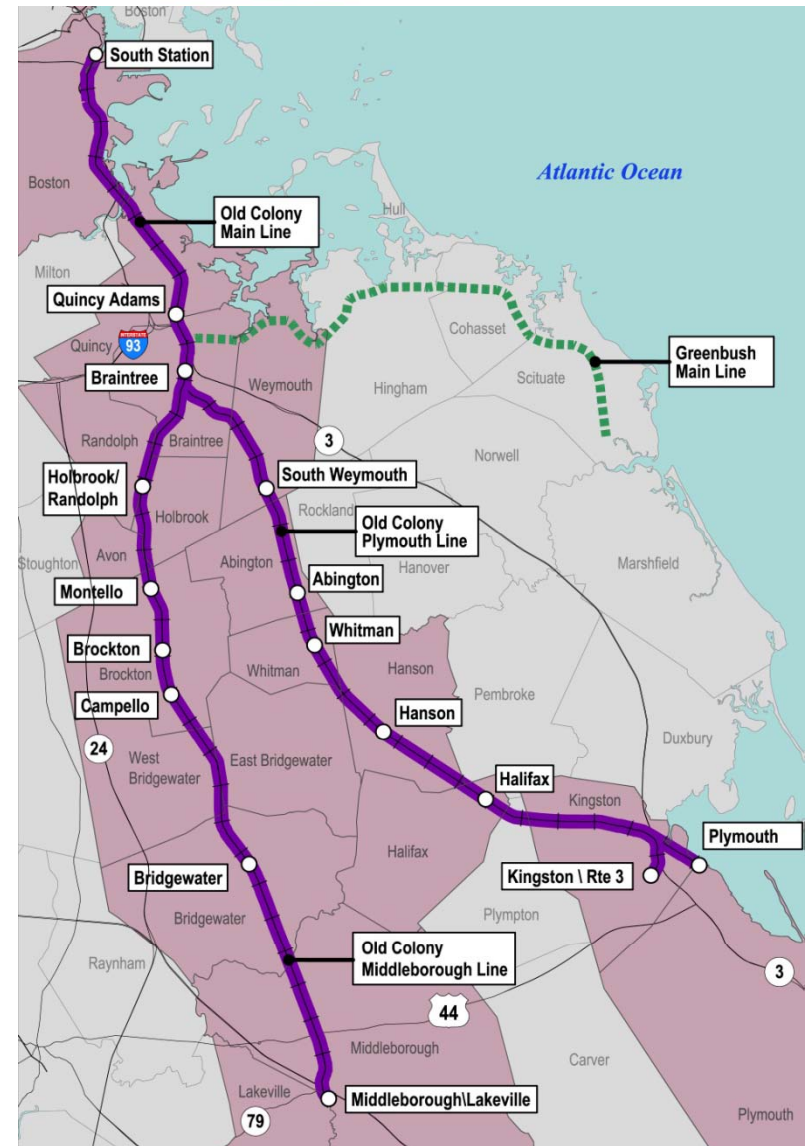 Boston
South Station
Boston
Atlantic Ocean
Old Colony
Main Line
Hull
Milton
Quincy Adams
Cohasset
INTERSTATE
93
Quincy
Greenbush
Main Line
Braintree
Weymouth
Hingham
Scituate
3
Randolph
Braintree
Norwell
Holbrook/
Randolph
South Weymouth
Rockland
Holbrook
Old Colony
Plymouth Line
Stoughton
Avon
Abington
Hanover
Marshfield
Montello
Abington
Whitman
Brockton
Brockton
Whitman
Hanson
Pembroke
Campello
Hanson
Duxbury
24
West
Bridgewater
East Bridgewater
Halifax
Kingston
Plymouth
Halifax
Bridgewater
Kingston \ Rte 3
Bridgewater
Plympton
Old Colony
Middleborough Line
Raynham
3
44
Middleborough
Carver
Lakeville
Middleborough\Lakeville
79
Plymouth